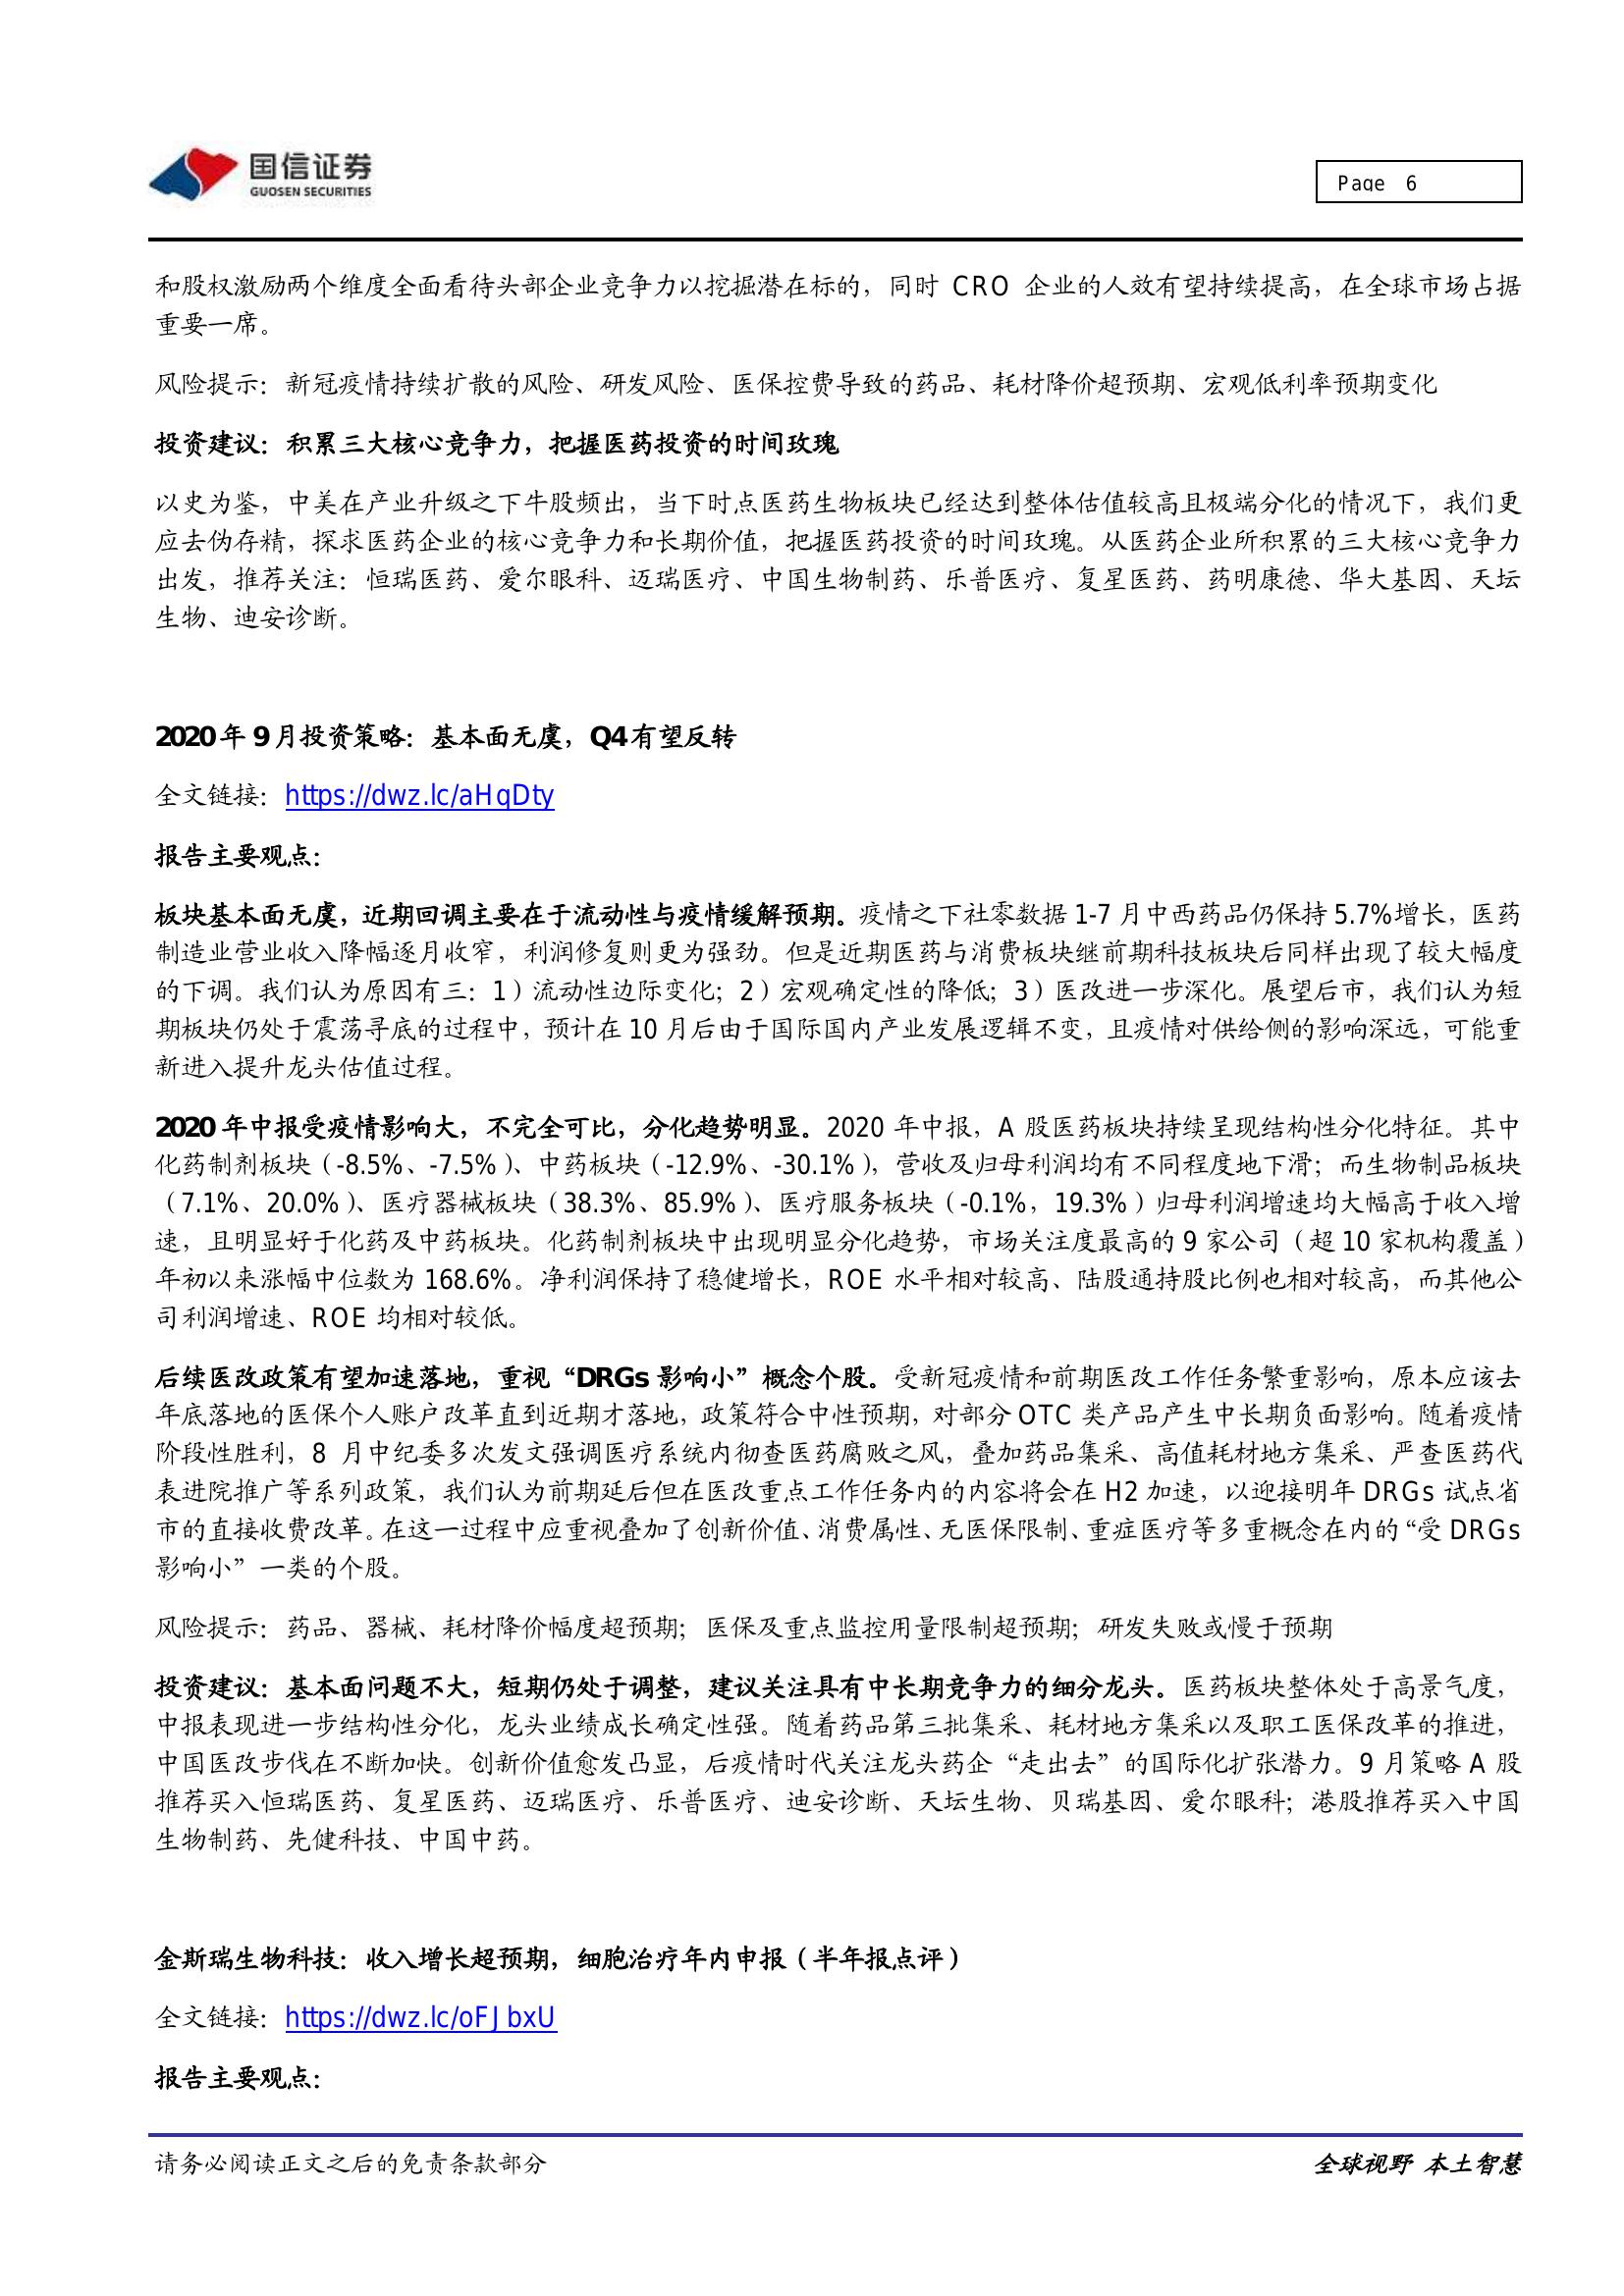 国信证券
GUOSEN SECURITIES
Page 6
和股权激励两个维度全面看待头部企业竞争力以挖掘潜在标的，同时 CRO 企业的人效有望持续提高，在全球市场占据
重要一席。
风险提示：新冠疫情持续扩散的风险、研发风险、医保控费导致的药品、耗材降价超预期、宏观低利率预期变化
投资建议：积累三大核心竞争力，把握医药投资的时间玫瑰
以史为鉴，中美在产业升级之下牛股频出，当下时点医药生物板块已经达到整体估值较高且极端分化的情况下，我们更
应去伪存精，探求医药企业的核心竞争力和长期价值，把握医药投资的时间玫瑰。从医药企业所积累的三大核心竞争力
出发，推荐关注：恒瑞医药、爱尔眼科、迈瑞医疗、中国生物制药、乐普医疗、复星医药、药明康德、华大基因、天坛
生物、迪安诊断。
2020 年 9 月投资策略：基本面无虞，Q4 有望反转
全文链接：https://dwz.lc/aHqDty
报告主要观点：
板块基本面无虞，近期回调主要在于流动性与疫情缓解预期。疫情之下社零数据 1-7 月中西药品仍保持 5.7%增长，医药
制造业营业收入降幅逐月收窄，利润修复则更为强劲。但是近期医药与消费板块继前期科技板块后同样出现了较大幅度
的下调。我们认为原因有三：1）流动性边际变化；2）宏观确定性的降低；3）医改进一步深化。展望后市，我们认为短
期板块仍处于震荡寻底的过程中，预计在 10 月后由于国际国内产业发展逻辑不变，且疫情对供给侧的影响深远，可能重
新进入提升龙头估值过程。
2020 年中报受疫情影响大，不完全可比，分化趋势明显。2020 年中报，A 股医药板块持续呈现结构性分化特征。其中
化药制剂板块（-8.5%、-7.5%）、中药板块（-12.9%、-30.1%），营收及归母利润均有不同程度地下滑；而生物制品板块
（7.1%、20.0%）、医疗器械板块（38.3%、85.9%）、医疗服务板块（-0.1%，19.3%）归母利润增速均大幅高于收入增
速，且明显好于化药及中药板块。化药制剂板块中出现明显分化趋势，市场关注度最高的 9 家公司（超 10 家机构覆盖）
年初以来涨幅中位数为 168.6%。净利润保持了稳健增长，ROE 水平相对较高、陆股通持股比例也相对较高，而其他公
司利润增速、ROE 均相对较低。
后续医改政策有望加速落地，重视“DRGs 影响小”概念个股。受新冠疫情和前期医改工作任务繁重影响，原本应该去
年底落地的医保个人账户改革直到近期才落地，政策符合中性预期，对部分 OTC 类产品产生中长期负面影响。随着疫情
阶段性胜利，8 月中纪委多次发文强调医疗系统内彻查医药腐败之风，叠加药品集采、高值耗材地方集采、严查医药代
表进院推广等系列政策，我们认为前期延后但在医改重点工作任务内的内容将会在 H2 加速，以迎接明年 DRGs 试点省
市的直接收费改革。在这一过程中应重视叠加了创新价值、消费属性、无医保限制、重症医疗等多重概念在内的“受 DRGs
影响小”一类的个股。
风险提示：药品、器械、耗材降价幅度超预期；医保及重点监控用量限制超预期；研发失败或慢于预期
投资建议：基本面问题不大，短期仍处于调整，建议关注具有中长期竞争力的细分龙头。医药板块整体处于高景气度，
中报表现进一步结构性分化，龙头业绩成长确定性强。随着药品第三批集采、耗材地方集采以及职工医保改革的推进，
中国医改步伐在不断加快。创新价值愈发凸显，后疫情时代关注龙头药企“走出去”的国际化扩张潜力。9 月策略 A 股
推荐买入恒瑞医药、复星医药、迈瑞医疗、乐普医疗、迪安诊断、天坛生物、贝瑞基因、爱尔眼科；港股推荐买入中国
生物制药、先健科技、中国中药。
金斯瑞生物科技：收入增长超预期，细胞治疗年内申报（半年报点评）
全文链接：https://dwz.lc/oFJbxU
报告主要观点：
请务必阅读正文之后的免责条款部分
全球视野 本土智慧